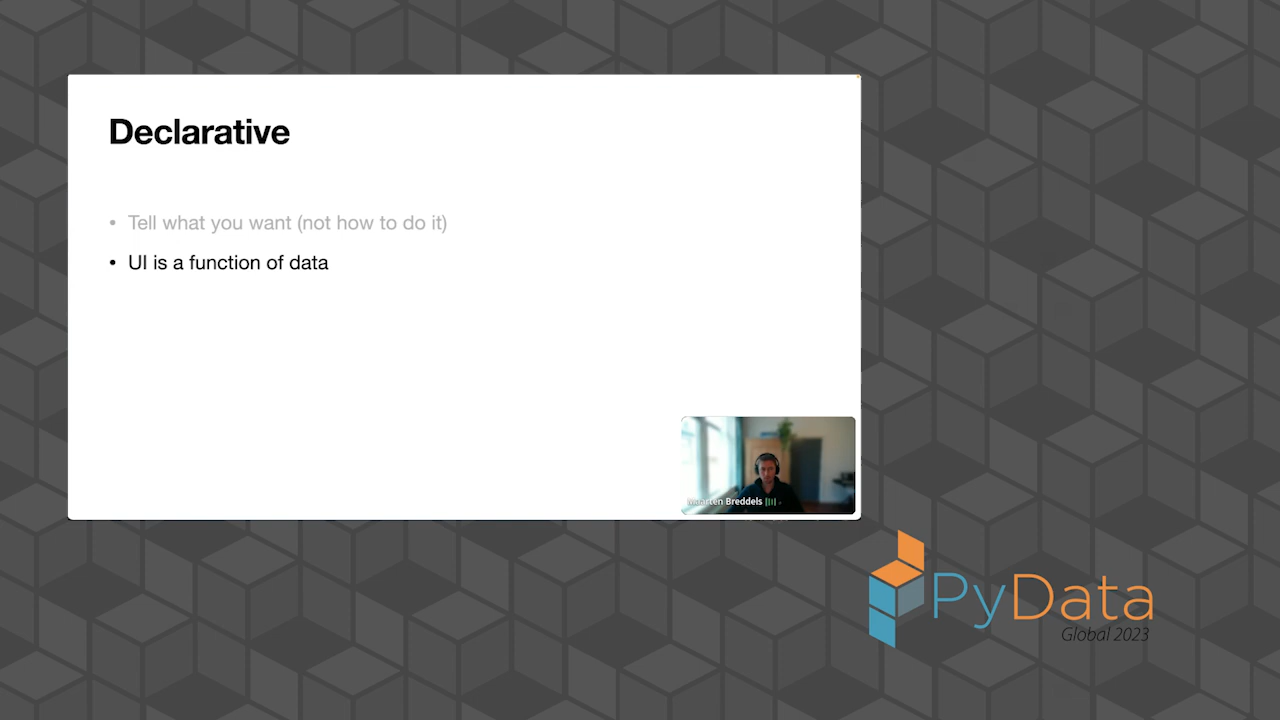 Declarative
• Tell what you want (not how to do it)
• UI is a function of data
Maarten Breddels
PyData
Global 2023